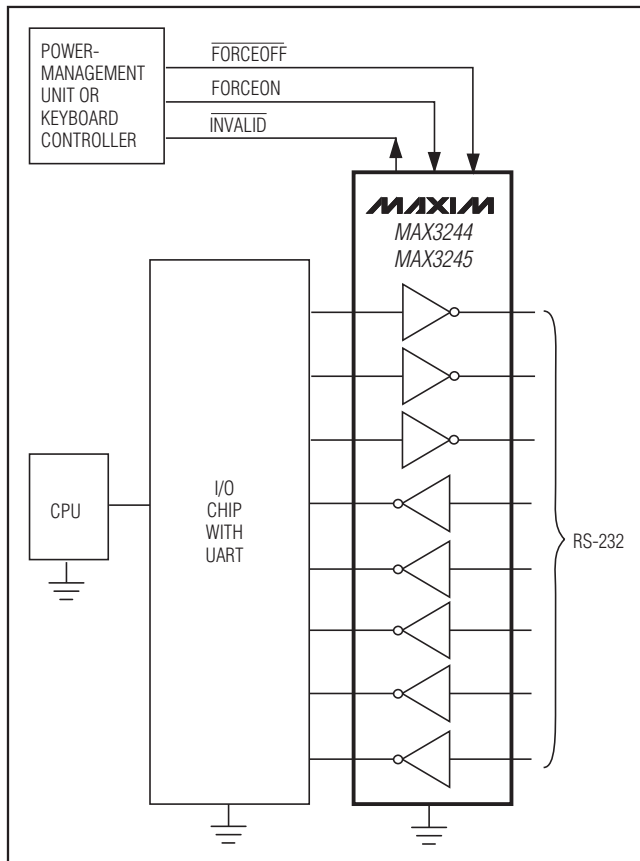 POWER-
MANAGEMENT
UNIT OR
KEYBOARD
CONTROLLER
FORCEOFF
FORCEON
INVALID
MAXIM
MAX3244
MAX3245
CPU
I/O
CHIP
WITH
UART
RS-232